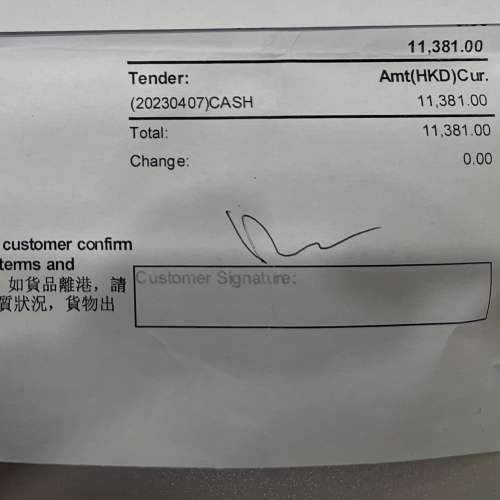 11,381.00
Tender: Amt(HKD)Cur.
(20230407)CASH 11,381.00
Total: 11,381.00
Change: 0.00
customer confirm
terms and
如貨品離港，請
質狀況，貨物出
Customer Signature: